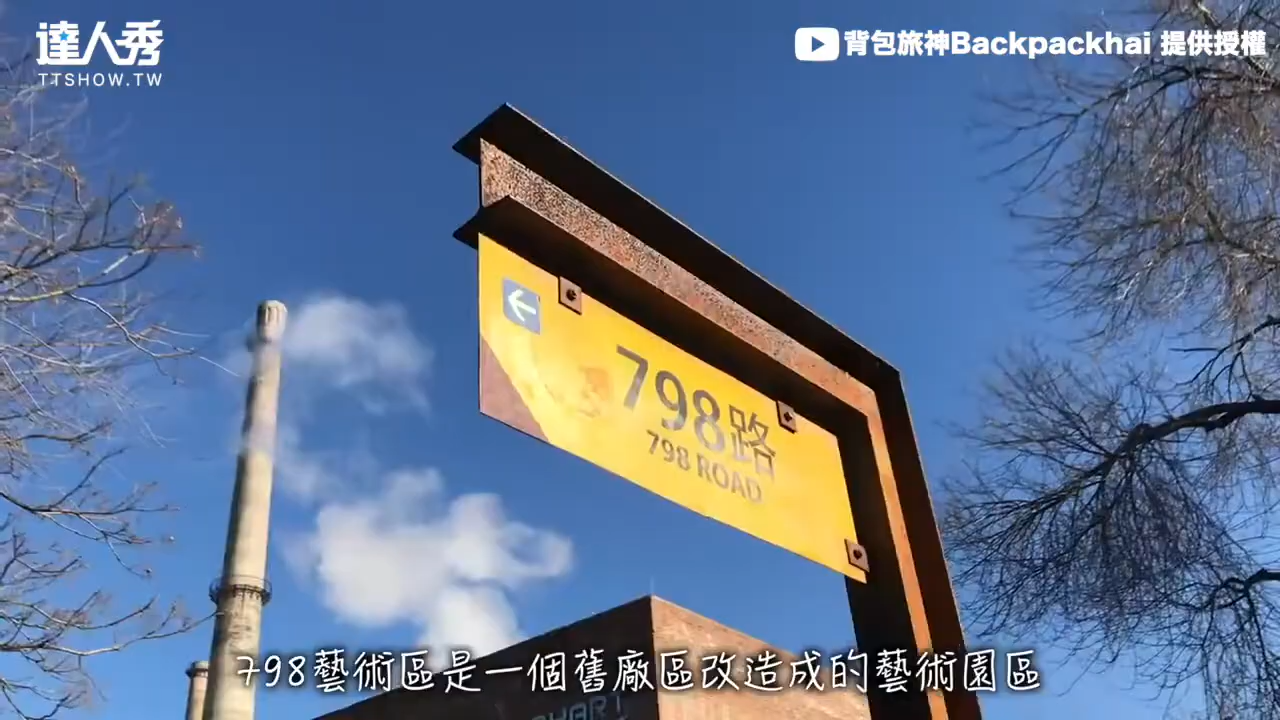 達人秀
TTSHOW.TW
背包旅神Backpackhai 提供授權
798路
798 ROAD
798藝術區是一個舊廠區改造成的藝術園區